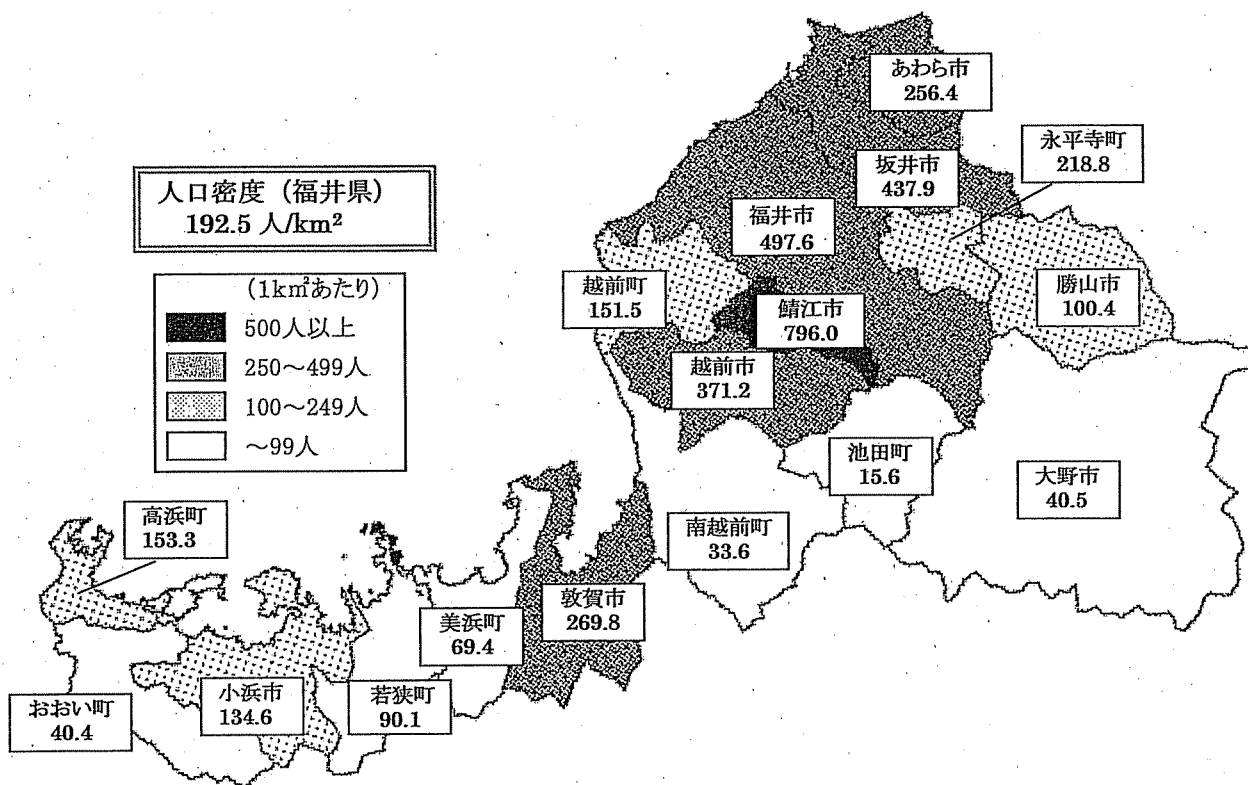 あわら市
256.4
永平寺町
218.8
坂井市
437.9
人口密度（福井県）
192.5 人/km²
福井市
497.6
（1km²あたり）
500人以上
250～499人
100～249人
～99人
越前町
151.5
鯖江市
796.0
勝山市
100.4
越前市
371.2
池田町
15.6
大野市
40.5
高浜町
153.3
南越前町
33.6
敦賀市
269.8
美浜町
69.4
小浜市
134.6
若狭町
90.1
おおい町
40.4